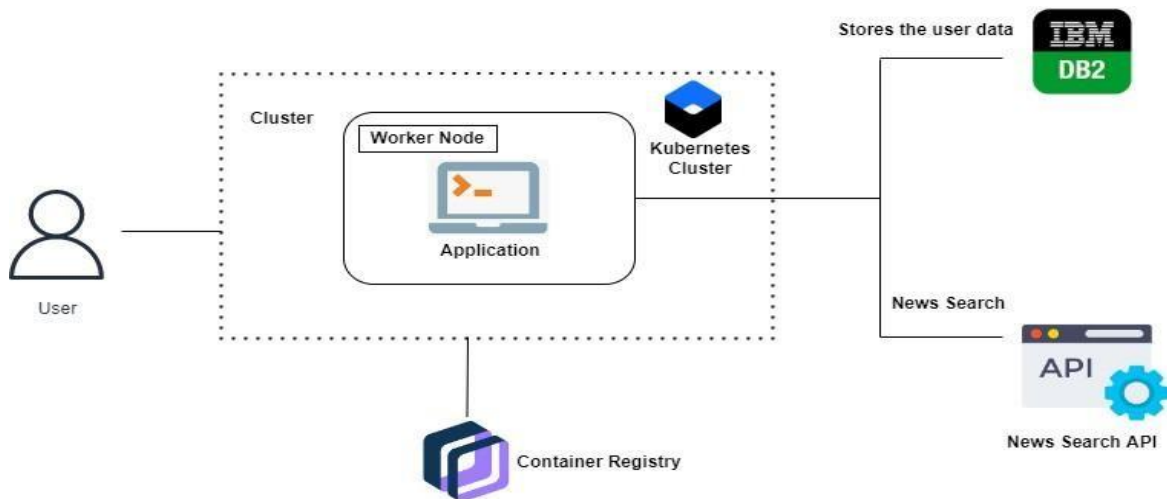 Stores the user data
IBM
DB2
Cluster
Worker Node
Kubernetes
Cluster
Application
User
News Search
API
News Search API
Container Registry